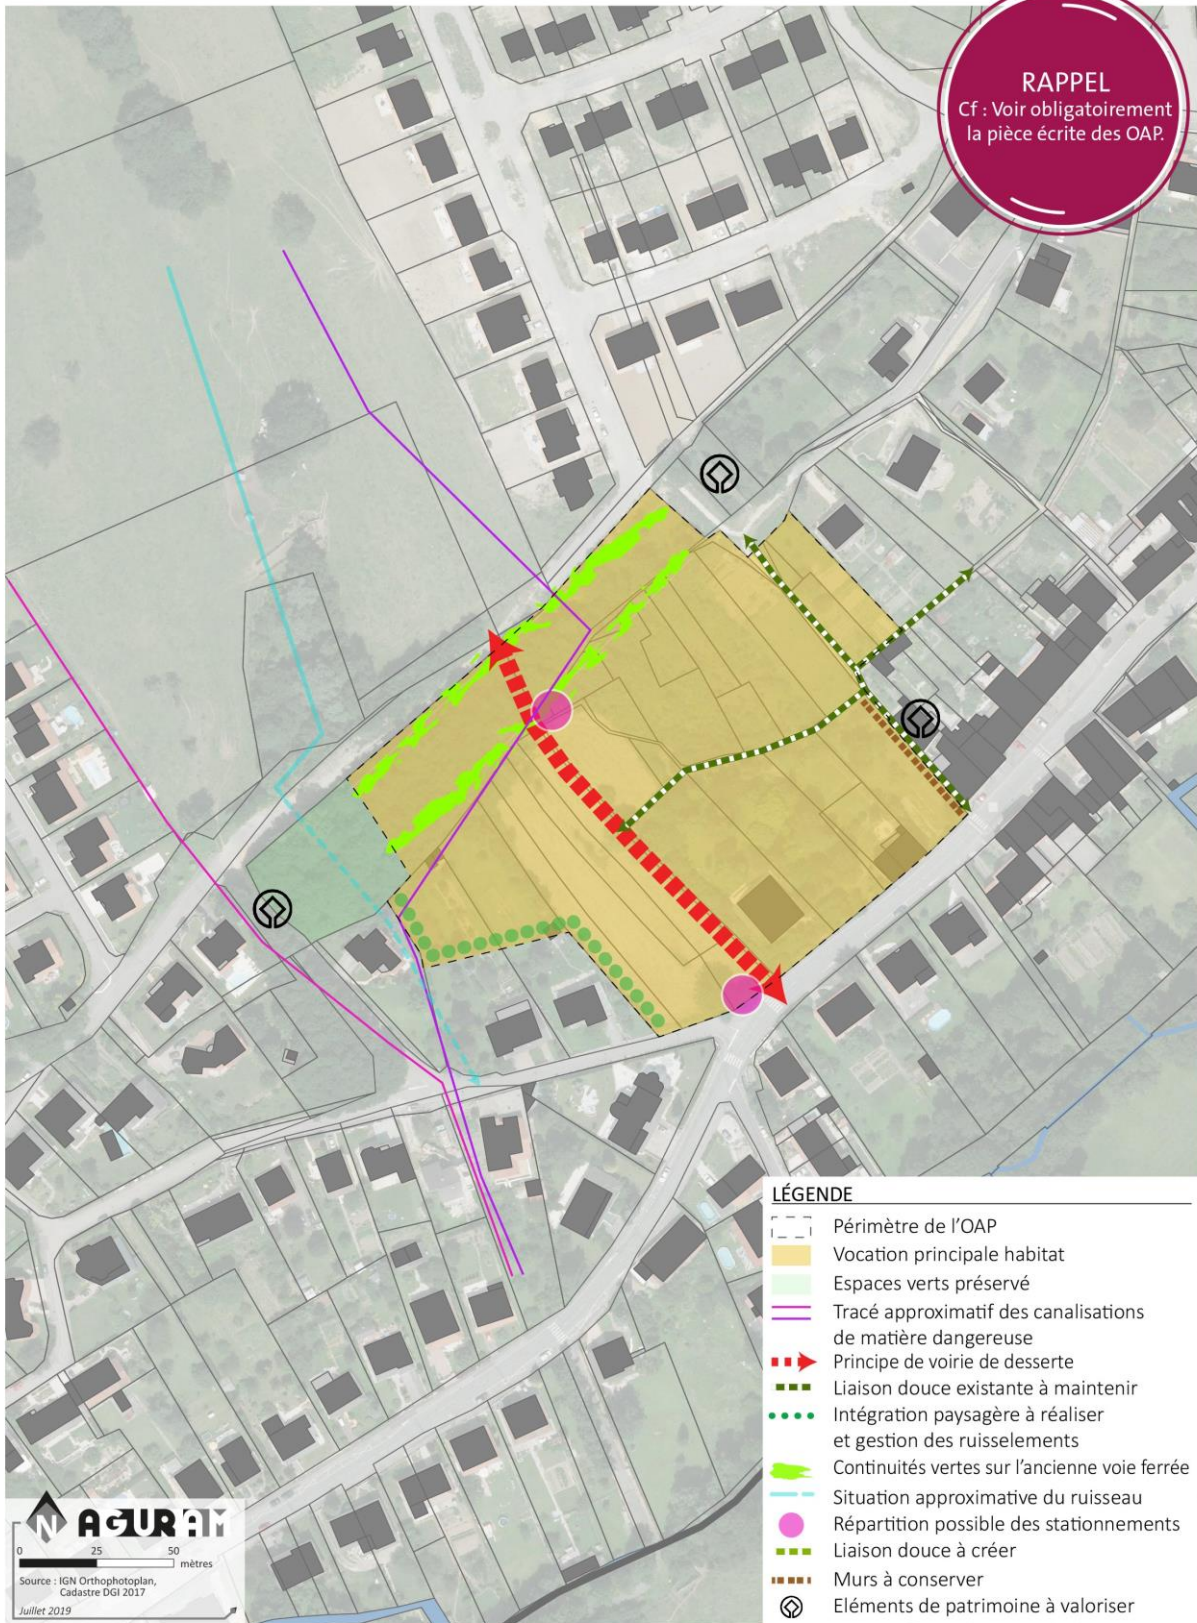 RAPPEL
Cf : Voir obligatoirement
la pièce écrite des OAP.
LÉGENDE
Périmètre de l'OAP
Vocation principale habitat
Espaces verts préservé
Tracé approximatif des canalisations
de matière dangereuse
Principe de voirie de desserte
Liaison douce existante à maintenir
Intégration paysagère à réaliser
et gestion des ruisselements
Continuités vertes sur l'ancienne voie ferrée
Situation approximative du ruisseau
Répartition possible des stationnements
Liaison douce à créer
Murs à conserver
Eléments de patrimoine à valoriser
N AGURAM
0 25 50
mètres
Source : IGN Orthophotoplan,
Cadastre DGI 2017
Juillet 2019